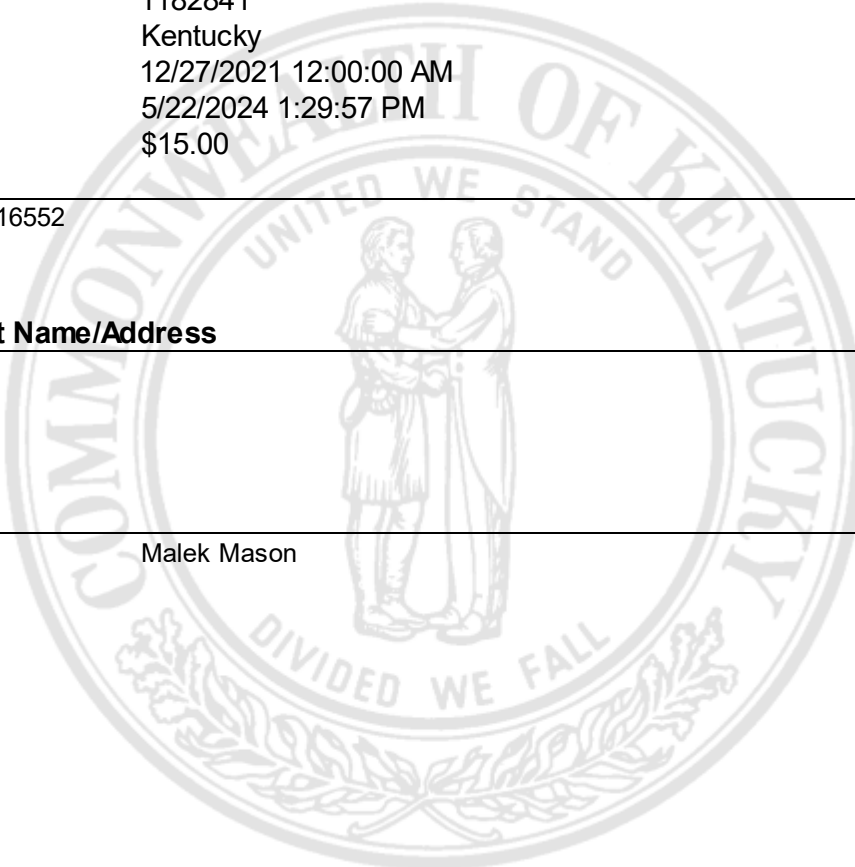 1182841
Kentucky
12/27/2021 12:00:00 AM
5/22/2024 1:29:57 PM
$15.00
16552
t Name/Address
Malek Mason
COMMONWEALTH OF KENTUCKY
UNITED WE STAND
DIVIDED WE FALL